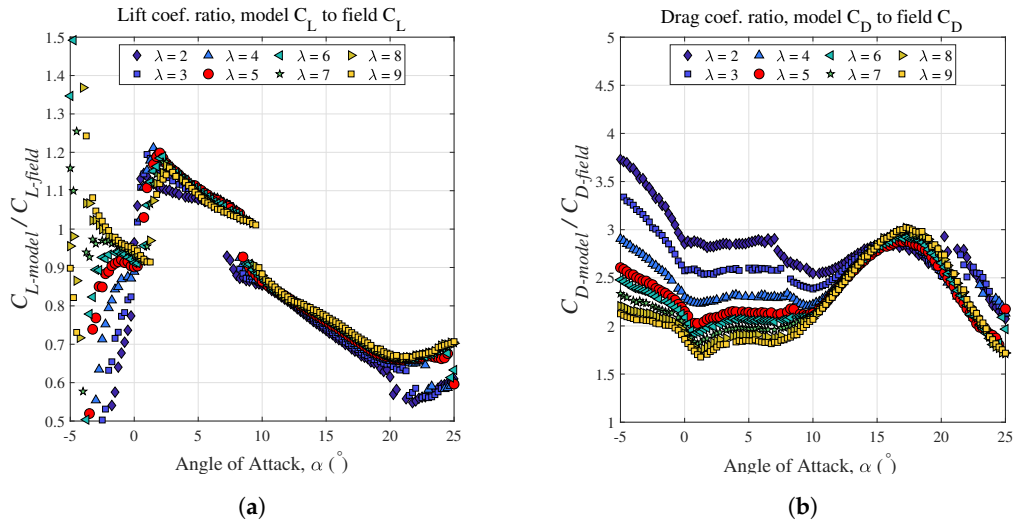 Lift coef. ratio, model C_L to field C_L
λ = 2 λ = 4 λ = 6 λ = 8
λ = 3 λ = 5 λ = 7 λ = 9
C_L-model / C_L-field
1.5
1.4
1.3
1.2
1.1
1
0.9
0.8
0.7
0.6
0.5
-5 0 5 10 15 20 25
Angle of Attack, α (°)
(a)
Drag coef. ratio, model C_D to field C_D
λ = 2 λ = 4 λ = 6 λ = 8
λ = 3 λ = 5 λ = 7 λ = 9
C_D-model / C_D-field
5
4.5
4
3.5
3
2.5
2
1.5
1
-5 0 5 10 15 20 25
Angle of Attack, α (°)
(b)